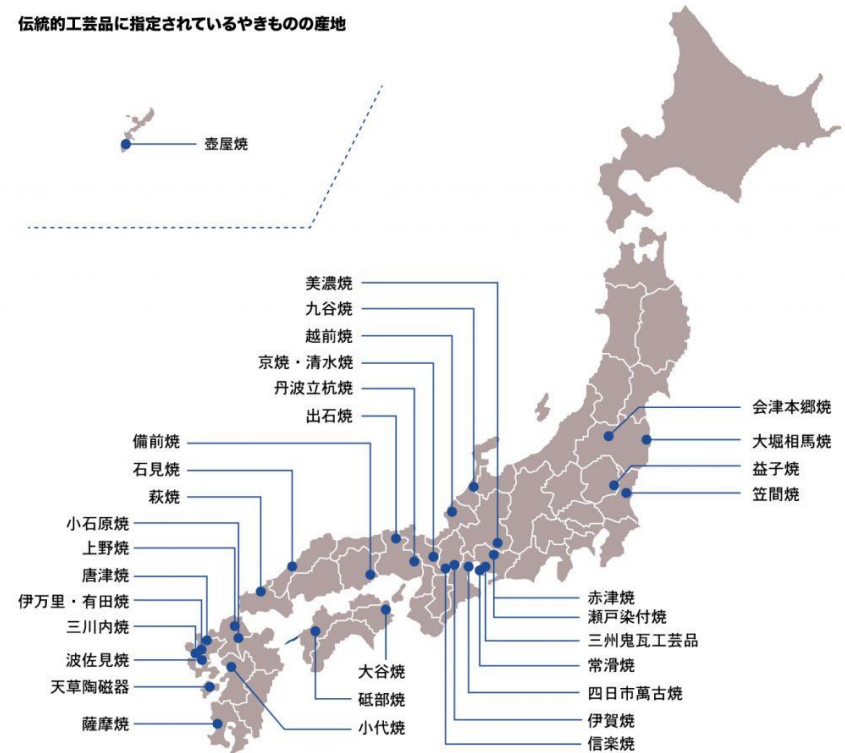 伝統的工芸品に指定されているやきものの産地
壺屋焼
美濃焼
九谷焼
越前焼
京焼・清水焼
丹波立杭焼
出石焼
備前焼
石見焼
萩焼
小石原焼
上野焼
唐津焼
伊万里・有田焼
三川内焼
波佐見焼
天草陶磁器
薩摩焼
会津本郷焼
大堀相馬焼
益子焼
笠間焼
赤津焼
瀬戸染付焼
三州鬼瓦工芸品
常滑焼
四日市萬古焼
伊賀焼
信楽焼
大谷焼
砥部焼
小代焼